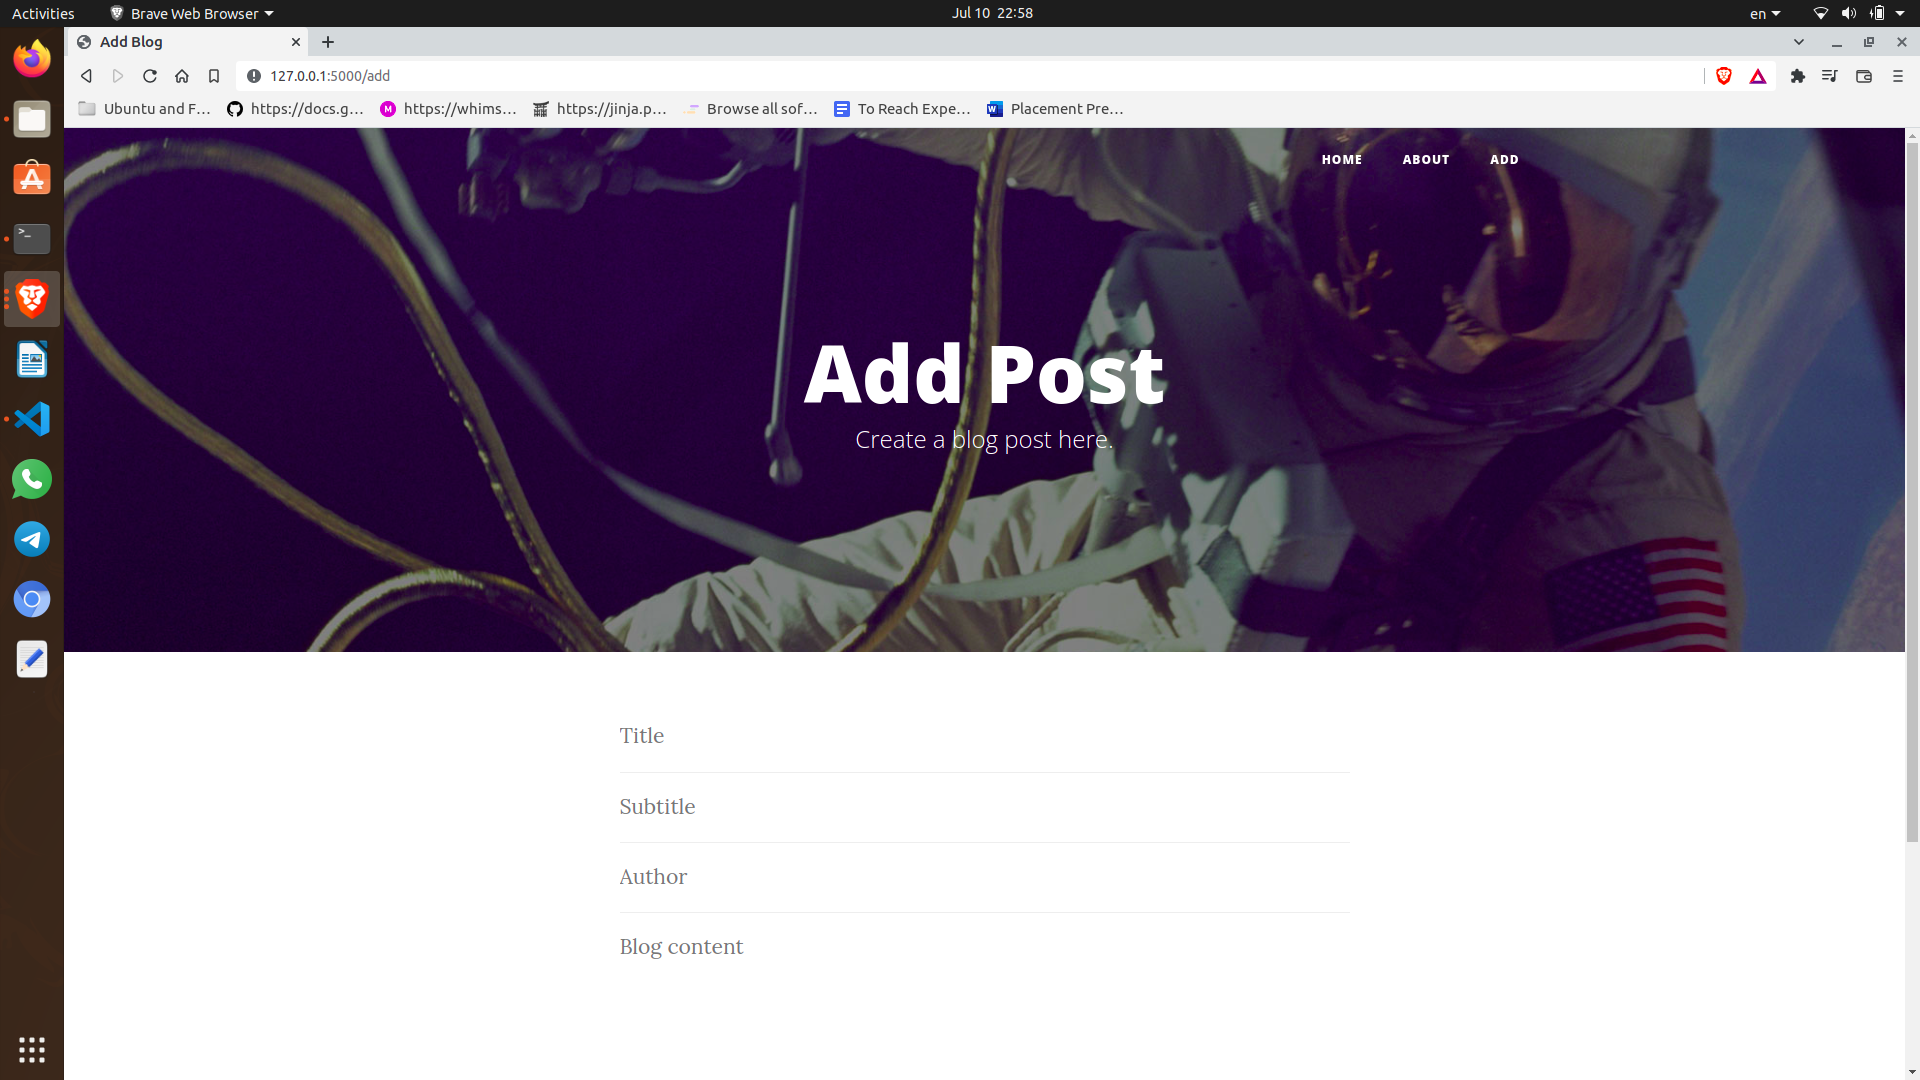 Activities Brave Web Browser Jul 10 22:58 en
Add Blog
127.0.0.1:5000/add
Ubuntu and F… https://docs.g… https://whims… https://jinja.p… Browse all sof… To Reach Expe… Placement Pre…
HOME ABOUT ADD
Add Post
Create a blog post here.
Title
Subtitle
Author
Blog content